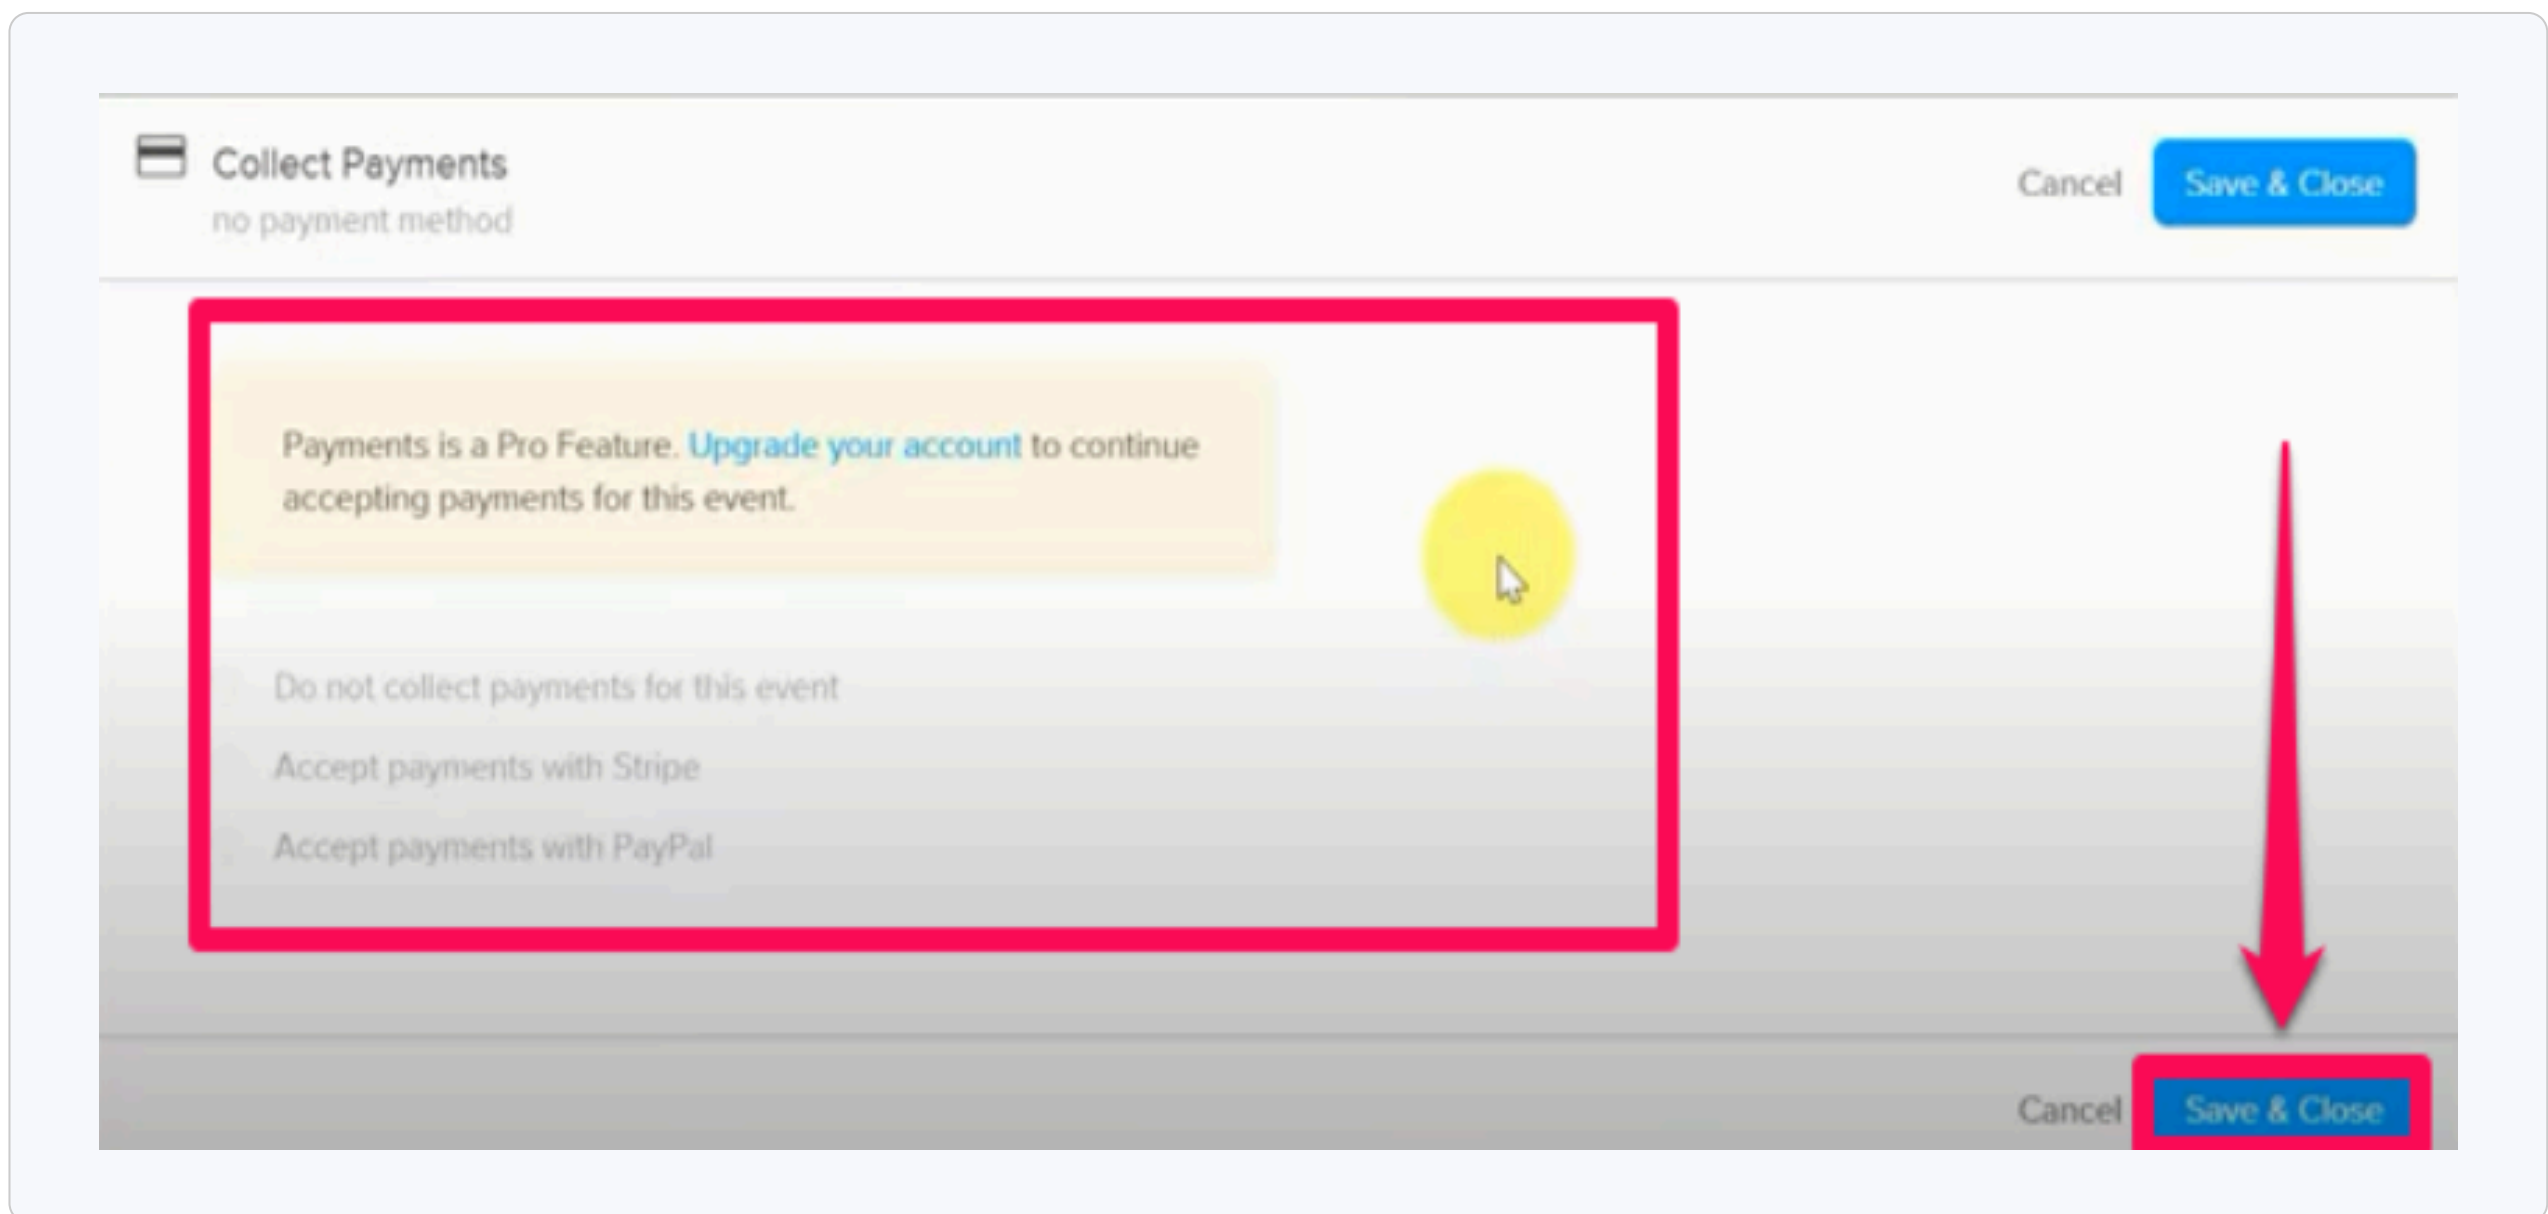 Collect Payments
no payment method
Cancel
Save & Close
Payments is a Pro Feature. Upgrade your account to continue
accepting payments for this event.
Do not collect payments for this event
Accept payments with Stripe
Accept payments with PayPal
Cancel
Save & Close